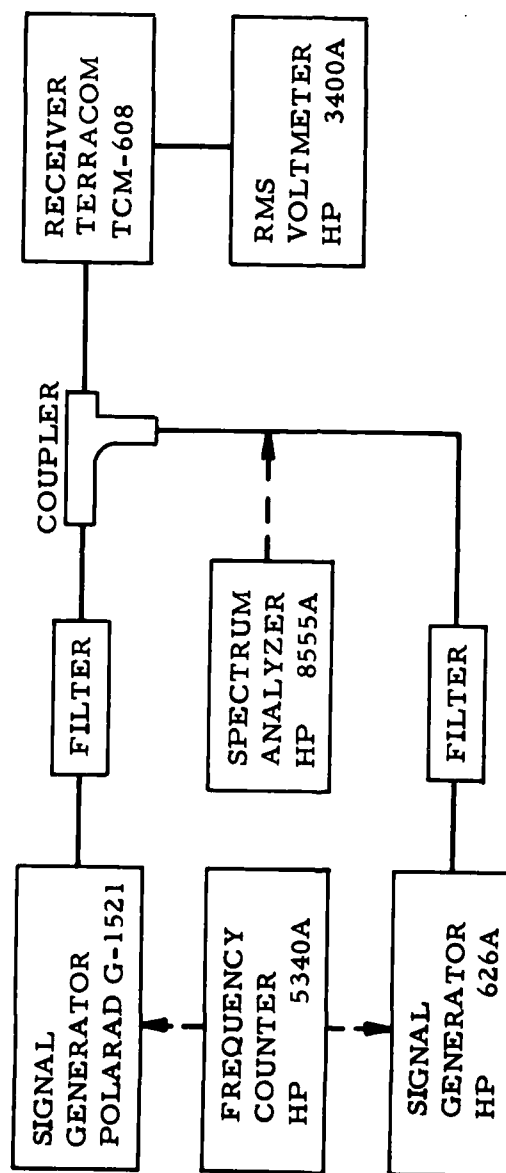 SIGNAL
GENERATOR
POLARAD G-1521
FILTER
COUPLER
RECEIVER
TERRACOM
TCM-608
FREQUENCY
COUNTER
HP 5340A
SPECTRUM
ANALYZER
HP 8555A
RMS
VOLTMETER
HP 3400A
SIGNAL
GENERATOR
HP 626A
FILTER